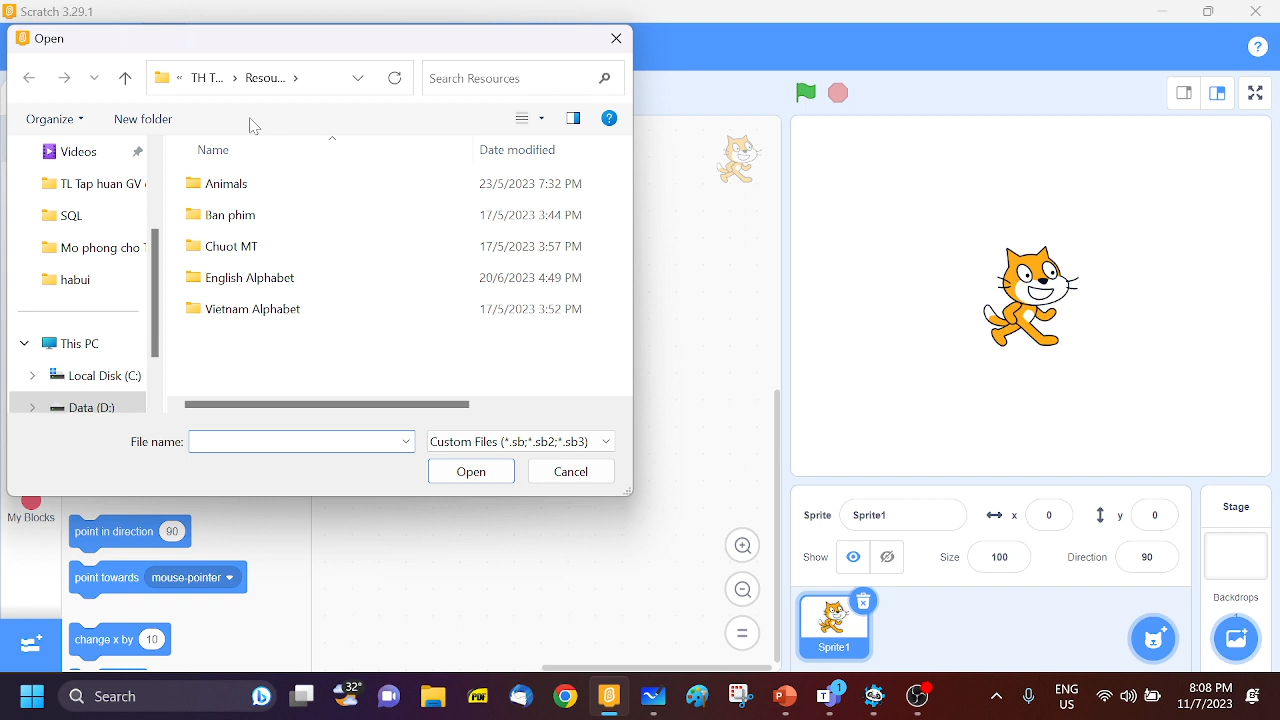 Scratch 3.29.1
Open
« TH T... › Resou... ›
Search Resources
Organize
New folder
Name
Date modified
Videos
TL Tap huan GV
SQL
Mo phong cho
habui
This PC
Local Disk (C:)
Data (D:)
Animals 23/5/2023 7:32 PM
Ban phim 17/5/2023 3:44 PM
Chuot MT 17/5/2023 3:57 PM
English Alphabet 20/6/2023 4:49 PM
Vietnam Alphabet 17/5/2023 3:52 PM
File name:
Custom Files (*.sb;*.sb2;*.sb3)
Open
Cancel
My Blocks
point in direction 90
point towards mouse-pointer
change x by 10
Sprite Sprite1 x 0 y 0
Show Size 100 Direction 90
Sprite1
Stage
Backdrops
Search
32°
PDF
1
ENG
US
8:08 PM
11/7/2023